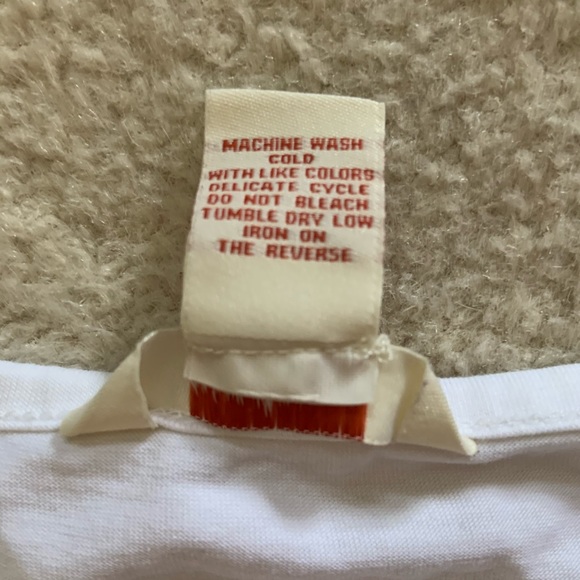 MACHINE WASH
COLD
WITH LIKE COLORS
DELICATE CYCLE
DO NOT BLEACH
TUMBLE DRY LOW
IRON ON
THE REVERSE